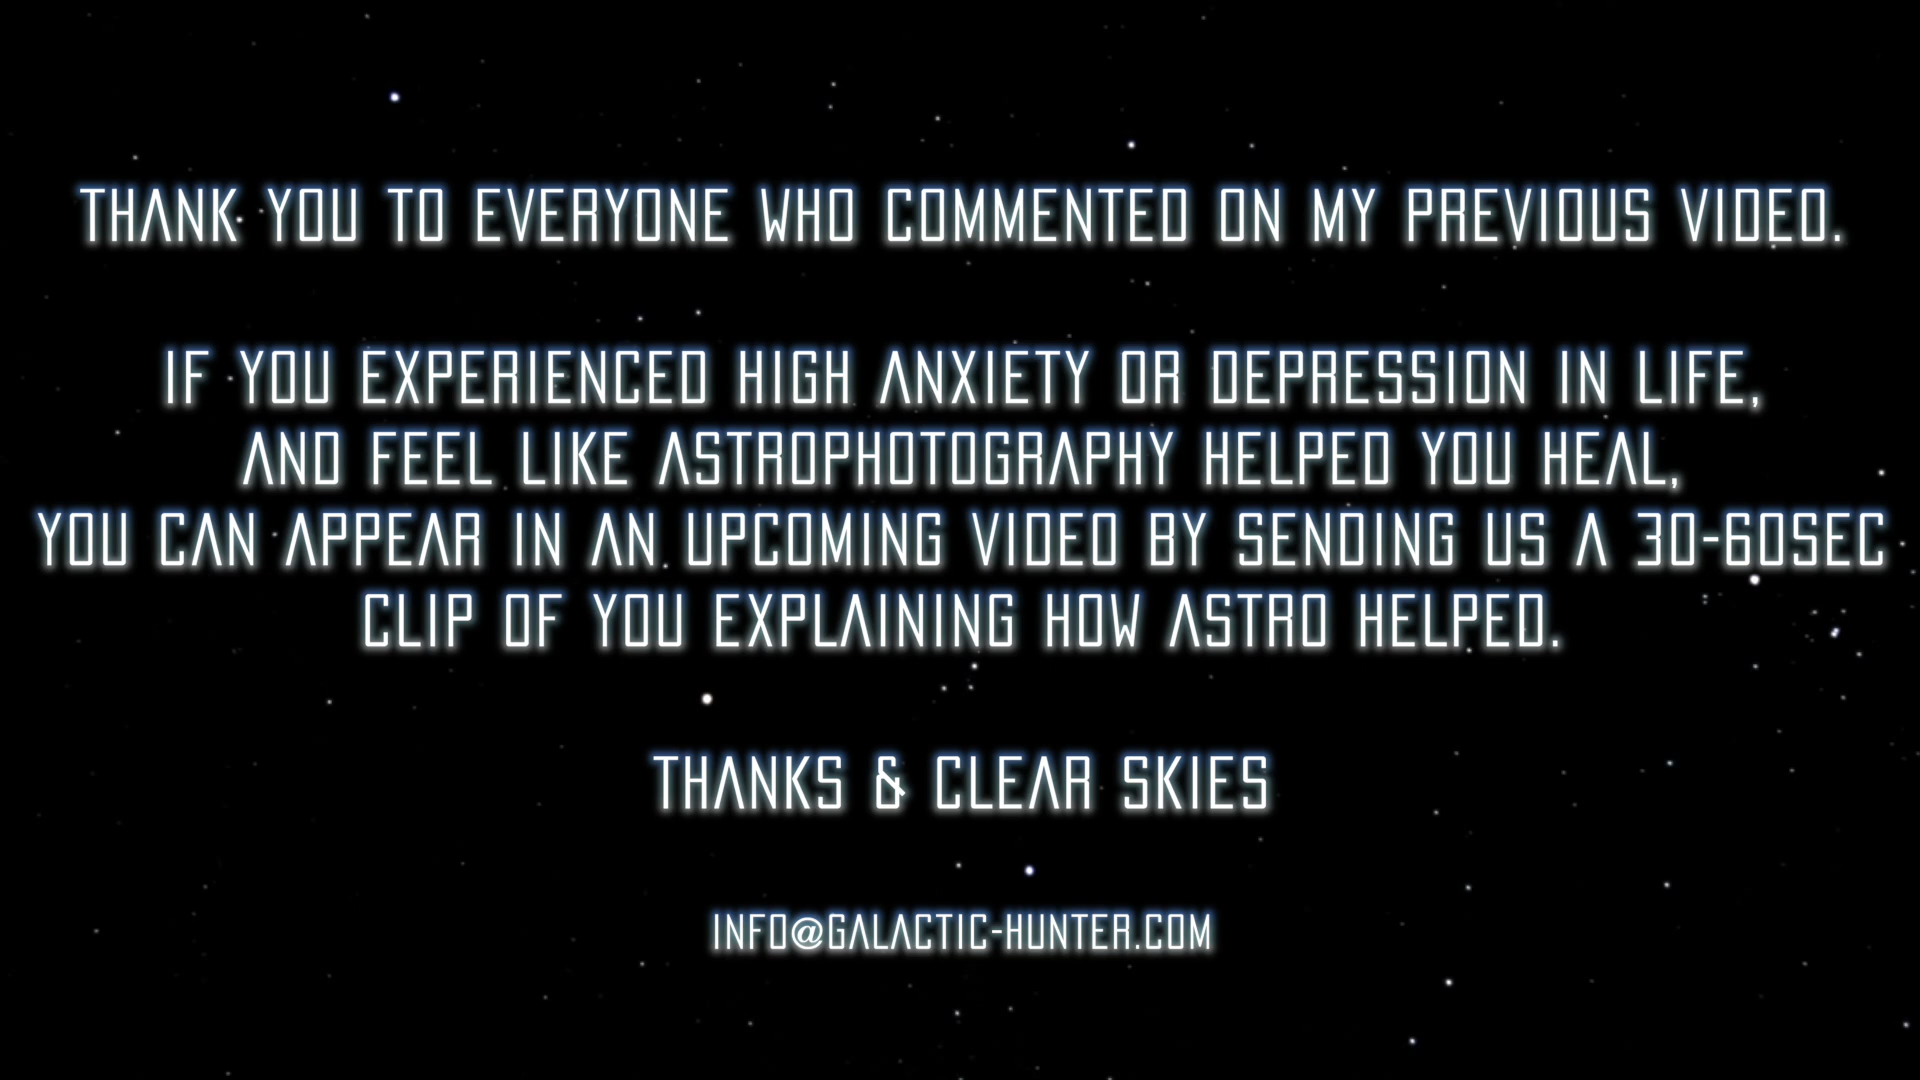 THANK YOU TO EVERYONE WHO COMMENTED ON MY PREVIOUS VIDEO.
IF YOU EXPERIENCED HIGH ANXIETY OR DEPRESSION IN LIFE,
AND FEEL LIKE ASTROPHOTOGRAPHY HELPED YOU HEAL,
YOU CAN APPEAR IN AN UPCOMING VIDEO BY SENDING US A 30-60SEC
CLIP OF YOU EXPLAINING HOW ASTRO HELPED.
THANKS & CLEAR SKIES
INFO@GALACTIC-HUNTER.COM